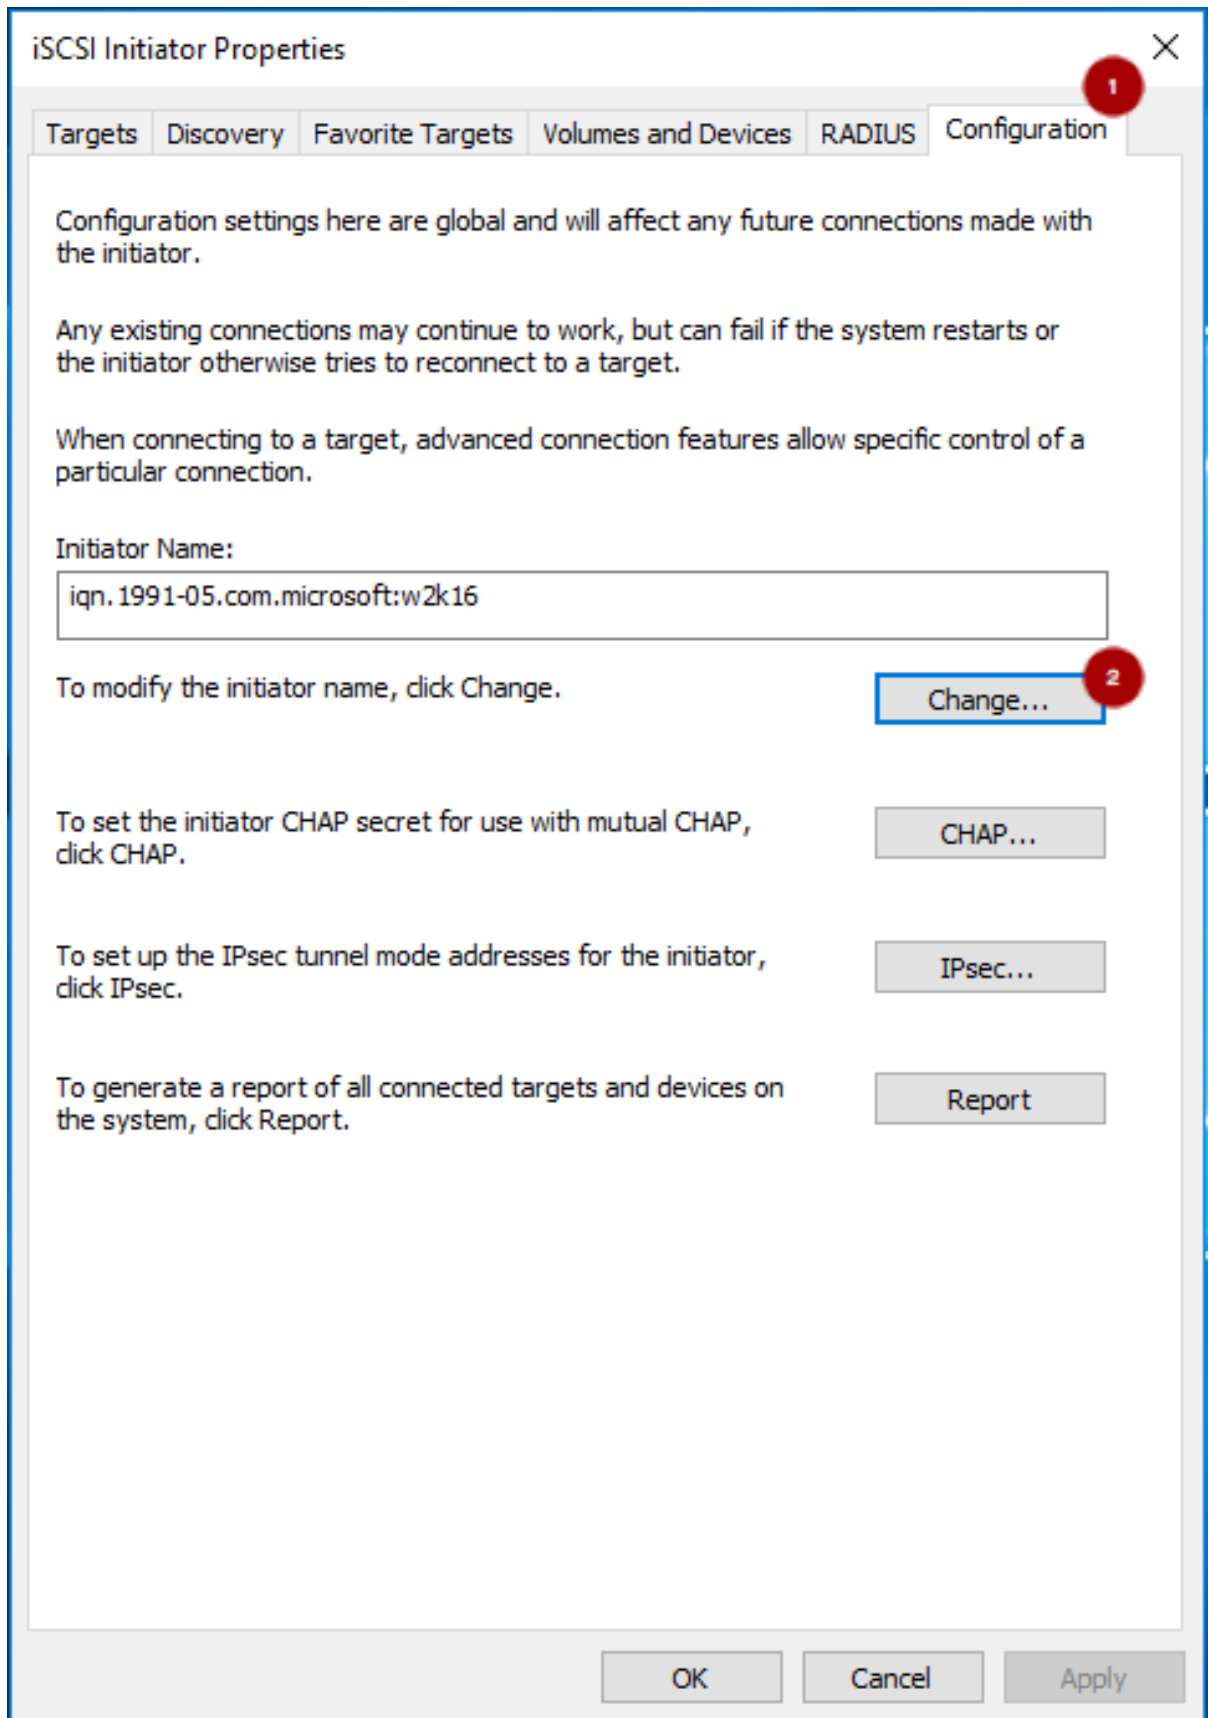 iSCSI Initiator Properties
1
Targets Discovery Favorite Targets Volumes and Devices RADIUS Configuration
Configuration settings here are global and will affect any future connections made with
the initiator.
Any existing connections may continue to work, but can fail if the system restarts or
the initiator otherwise tries to reconnect to a target.
When connecting to a target, advanced connection features allow specific control of a
particular connection.
Initiator Name:
iqn.1991-05.com.microsoft:w2k16
To modify the initiator name, click Change.
Change...
2
To set the initiator CHAP secret for use with mutual CHAP,
click CHAP.
CHAP...
To set up the IPsec tunnel mode addresses for the initiator,
click IPsec.
IPsec...
To generate a report of all connected targets and devices on
the system, click Report.
Report
OK Cancel Apply